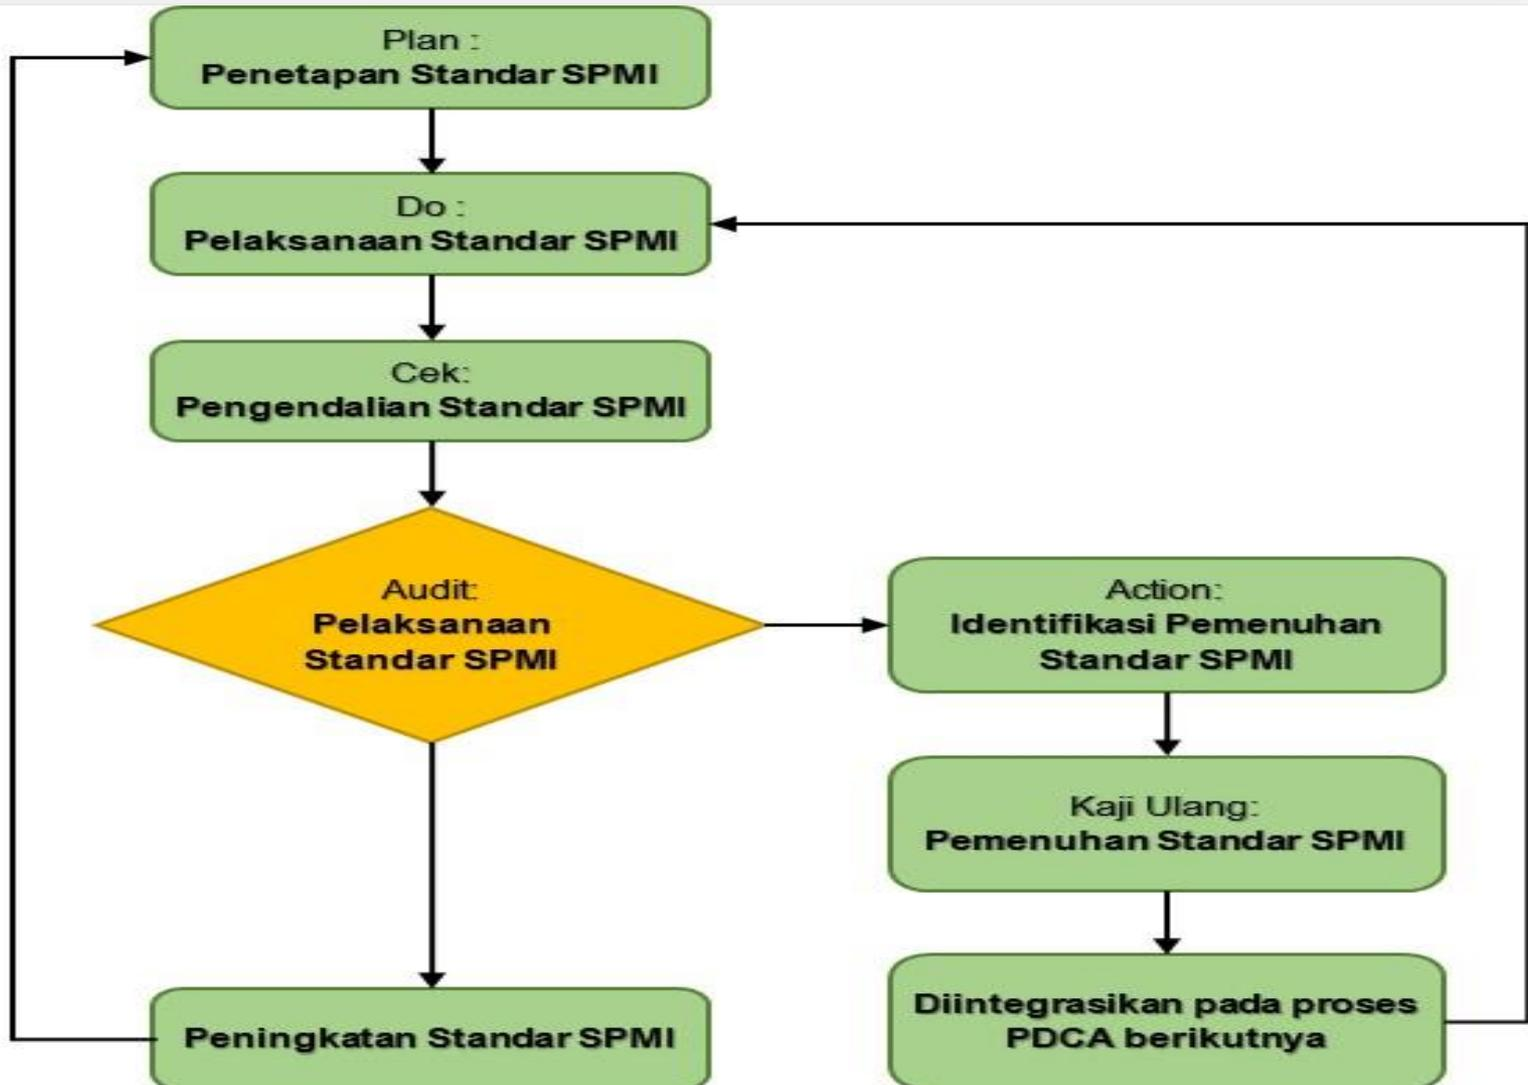 Plan :
Penetapan Standar SPMI
Do :
Pelaksanaan Standar SPMI
Cek:
Pengendalian Standar SPMI
Audit:
Pelaksanaan
Standar SPMI
Action:
Identifikasi Pemenuhan
Standar SPMI
Kaji Ulang:
Pemenuhan Standar SPMI
Diintegrasikan pada proses
PDCA berikutnya
Peningkatan Standar SPMI